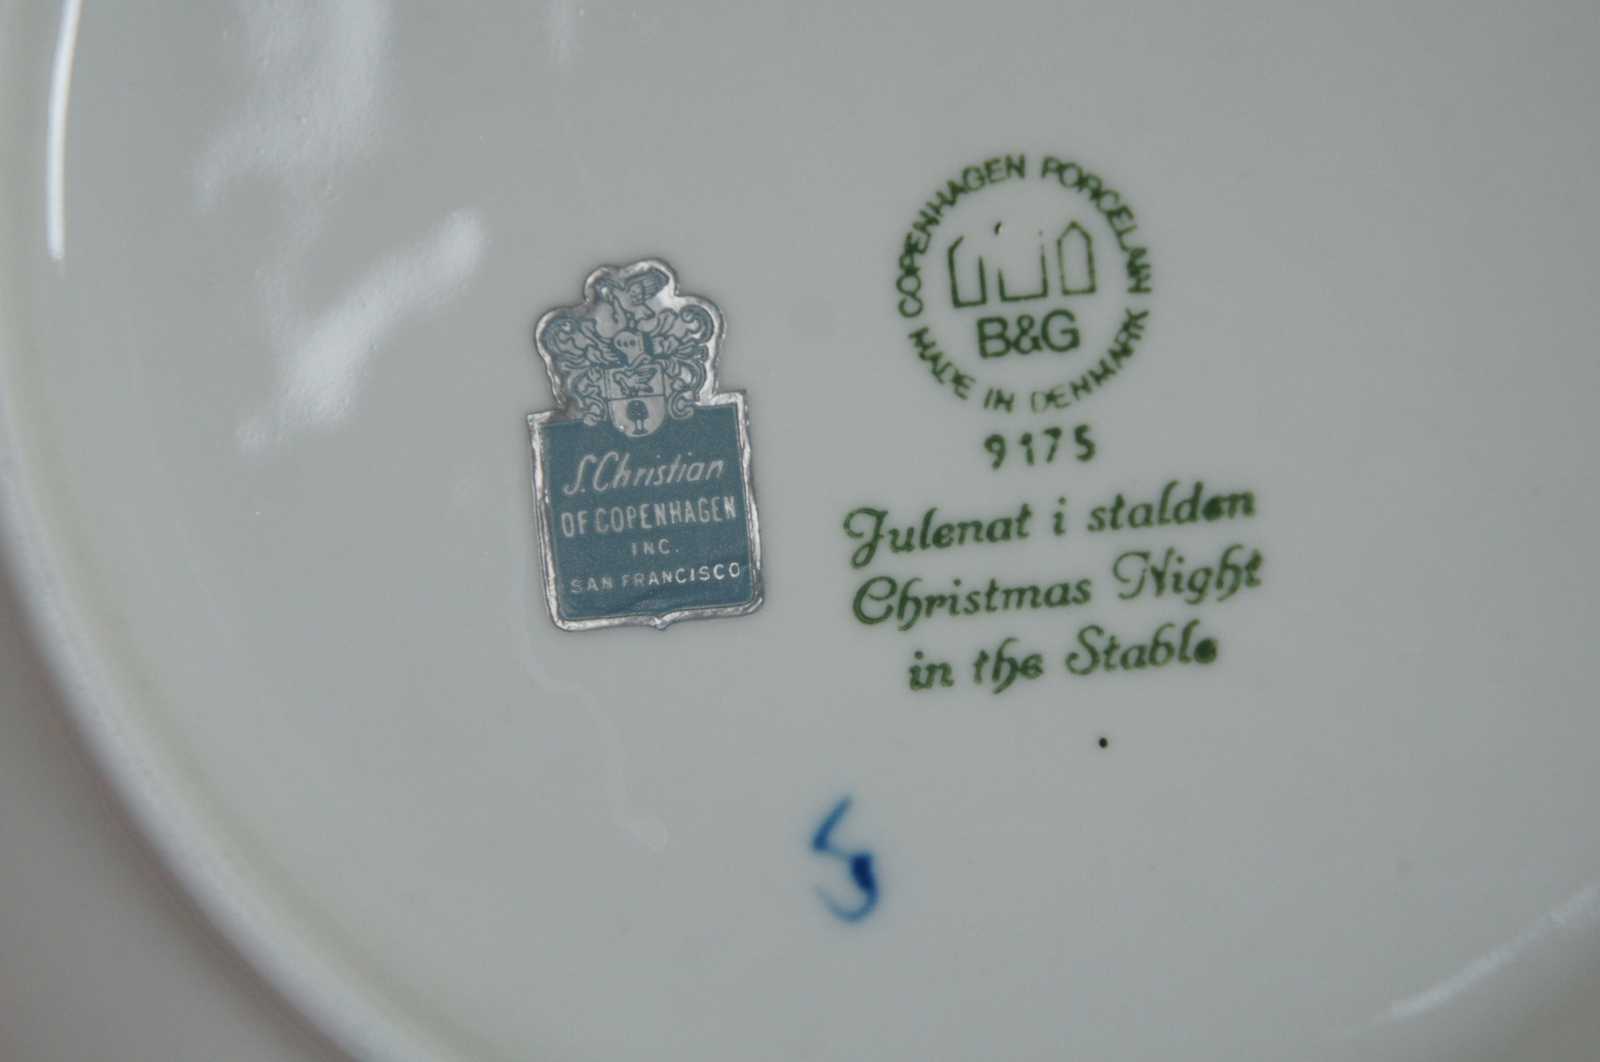 S. Christian
OF COPENHAGEN
INC.
SAN FRANCISCO
COPENHAGEN PORCELAIN
B&G
MADE IN DENMARK
9175
Julenat i stalden
Christmas Night
in the Stable